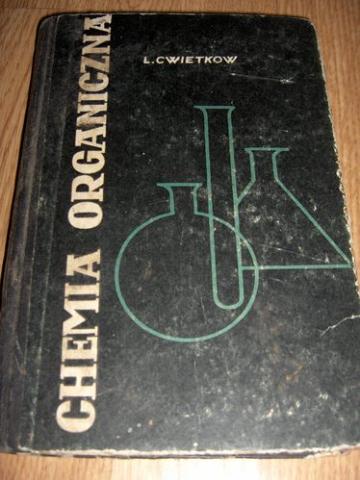 L. CWIETKOW
CHEMIA ORGANICZNA